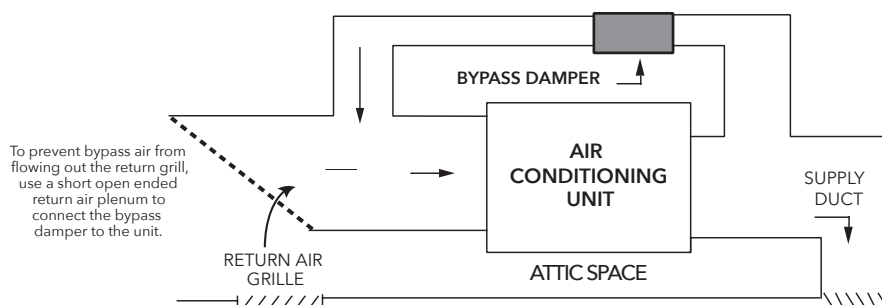 BYPASS DAMPER
To prevent bypass air from
flowing out the return grill,
use a short open ended
return air plenum to
connect the bypass
damper to the unit.
AIR
CONDITIONING
UNIT
SUPPLY
DUCT
RETURN AIR
GRILLE
ATTIC SPACE